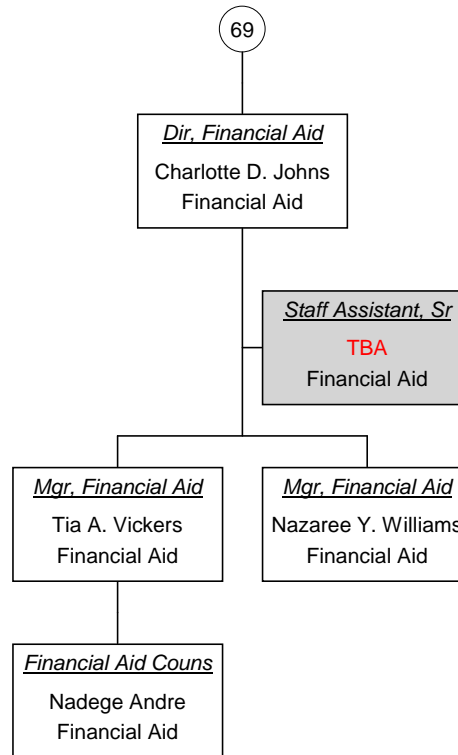 69
Dir, Financial Aid
Charlotte D. Johns
Financial Aid
Staff Assistant, Sr
TBA
Financial Aid
Mgr, Financial Aid
Tia A. Vickers
Financial Aid
Mgr, Financial Aid
Nazaree Y. Williams
Financial Aid
Financial Aid Couns
Nadege Andre
Financial Aid